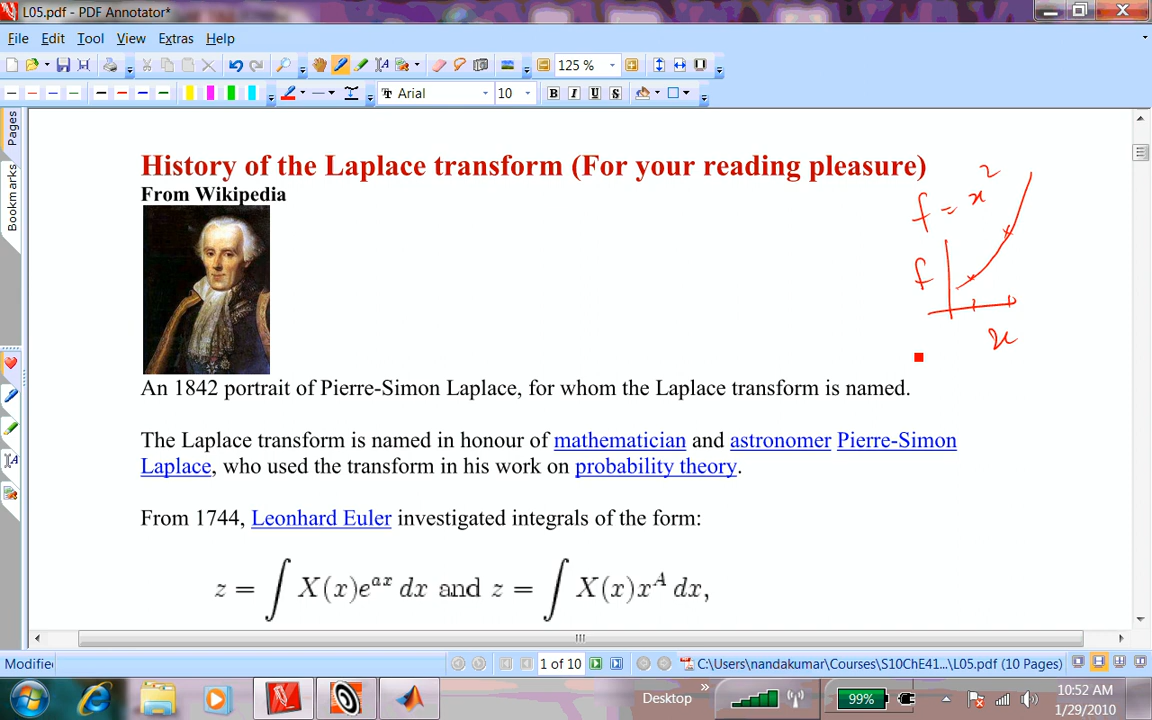 L05.pdf - PDF Annotator*
File Edit Tool View Extras Help
125 %
Arial 10 B I U S
Pages
Bookmarks
History of the Laplace transform (For your reading pleasure)
From Wikipedia
f = x²
f
x
An 1842 portrait of Pierre-Simon Laplace, for whom the Laplace transform is named.
The Laplace transform is named in honour of mathematician and astronomer Pierre-Simon
Laplace, who used the transform in his work on probability theory.
From 1744, Leonhard Euler investigated integrals of the form:
z = ∫ X(x)e^{ax} dx and z = ∫ X(x)x^A dx,
Modifie 1 of 10 C:\Users\nandakumar\Courses\S10ChE41...\L05.pdf (10 Pages)
Desktop » 99% 10:52 AM
1/29/2010